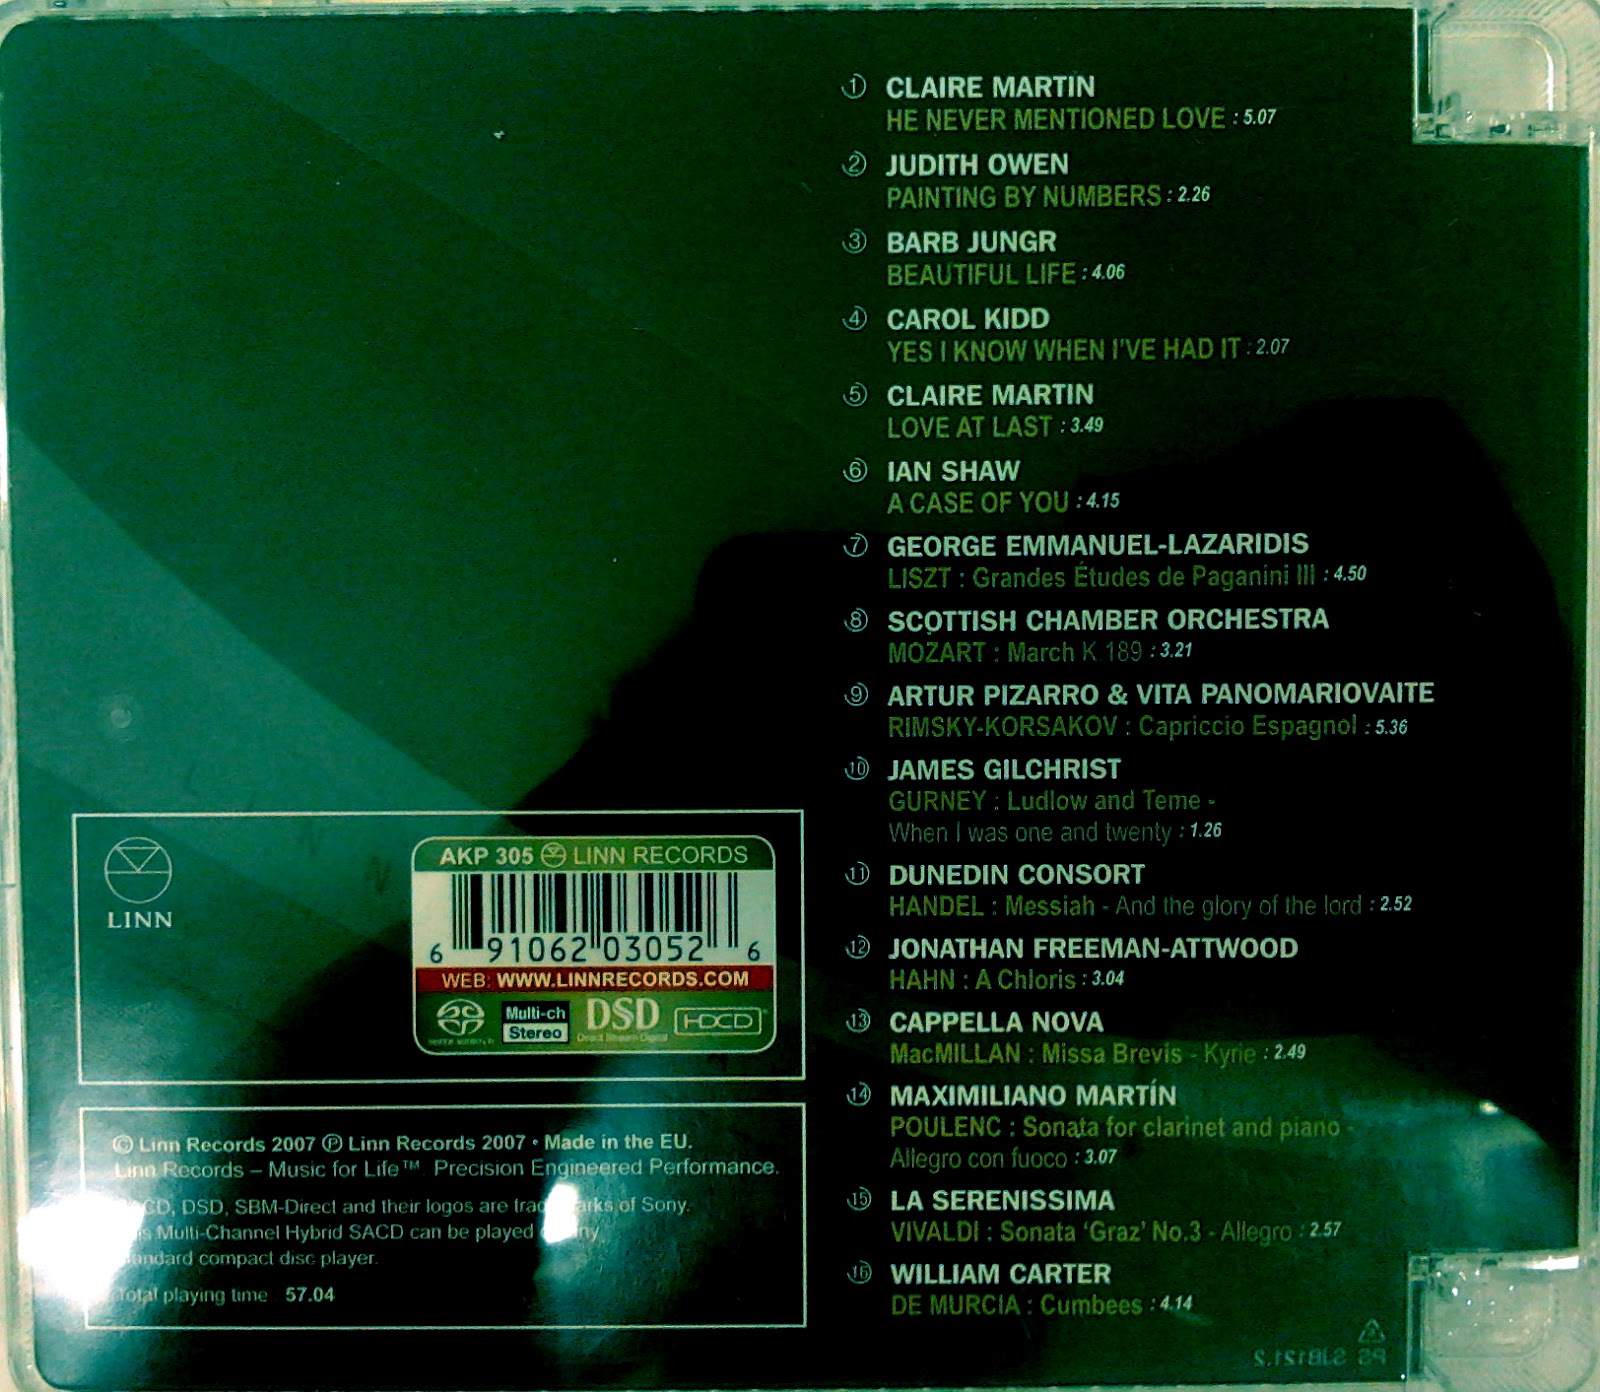 1 CLAIRE MARTIN
HE NEVER MENTIONED LOVE : 5.07
2 JUDITH OWEN
PAINTING BY NUMBERS : 2.26
3 BARB JUNGR
BEAUTIFUL LIFE : 4.06
4 CAROL KIDD
YES I KNOW WHEN I'VE HAD IT : 2.07
5 CLAIRE MARTIN
LOVE AT LAST : 3.49
6 IAN SHAW
A CASE OF YOU : 4.15
7 GEORGE EMMANUEL-LAZARIDIS
LISZT : Grandes Études de Paganini III : 4.50
8 SCOTTISH CHAMBER ORCHESTRA
MOZART : March K.189 : 3.21
9 ARTUR PIZARRO & VITA PANOMARIOVAITE
RIMSKY-KORSAKOV : Capriccio Espagnol : 5.36
10 JAMES GILCHRIST
GURNEY : Ludlow and Teme -
When I was one and twenty : 1.26
11 DUNEDIN CONSORT
HANDEL : Messiah - And the glory of the lord : 2.52
12 JONATHAN FREEMAN-ATTWOOD
HAHN : A Chloris : 3.04
13 CAPPELLA NOVA
MacMILLAN : Missa Brevis - Kyrie : 2.49
14 MAXIMILIANO MARTÍN
POULENC : Sonata for clarinet and piano -
Allegro con fuoco : 3.07
15 LA SERENISSIMA
VIVALDI : Sonata 'Graz' No.3 - Allegro : 2.57
16 WILLIAM CARTER
DE MURCIA : Cumbees : 4.14
LINN
AKP 305 LINN RECORDS
6 91062 03052 6
WEB: WWW.LINNRECORDS.COM
SUPER AUDIO CD
Multi-ch
Stereo
DSD
Direct Stream Digital
HDCD
© Linn Records 2007 ℗ Linn Records 2007 • Made in the EU.
Linn Records – Music for Life™ Precision Engineered Performance.
DSD, SBM-Direct and their logos are of Sony.
Multi-Channel Hybrid SACD can be played
compact disc player.
Total playing time 57.04
PS SJB121.2